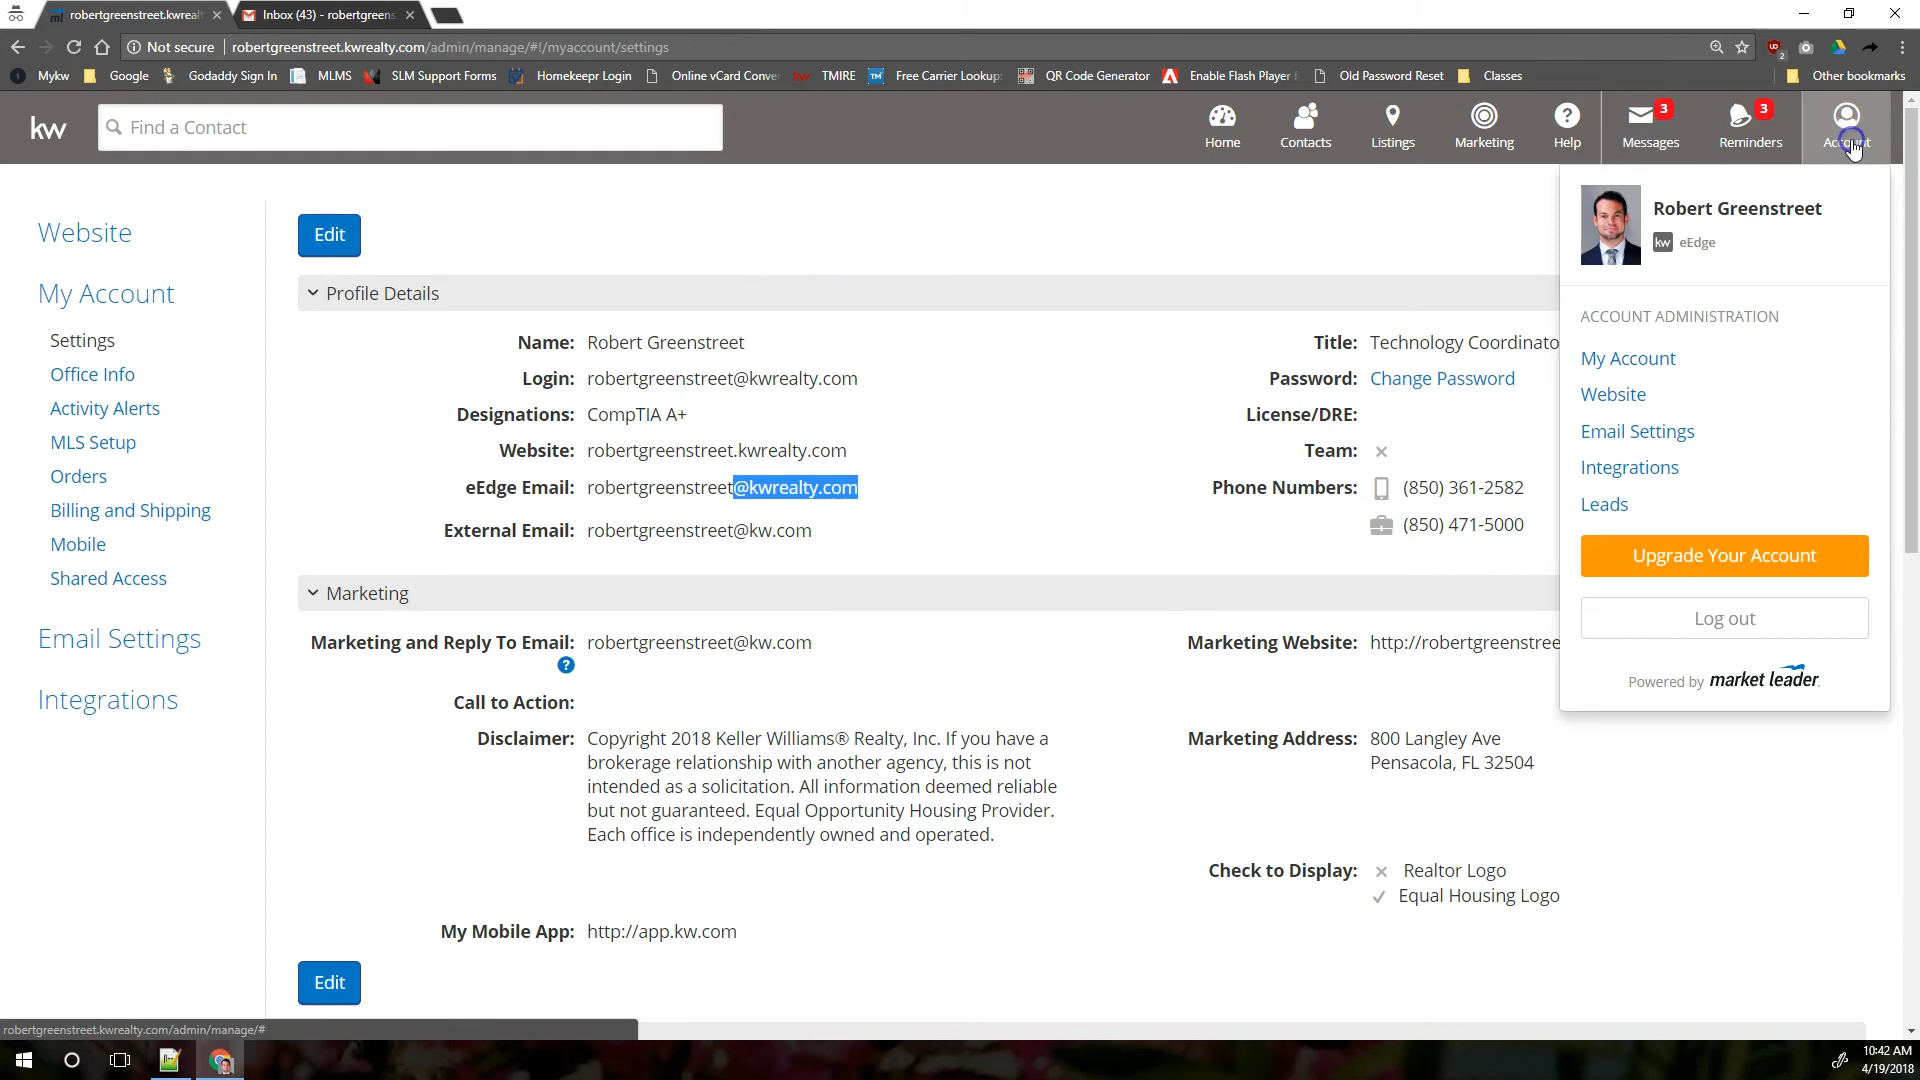 robertgreenstreet.kwreal
Inbox (43) - robertgreens
Not secure
robertgreenstreet.kwrealty.com/admin/manage/#!/myaccount/settings
Mykw
Google
Godaddy Sign In
MLMS
SLM Support Forms
Homekeepr Login
Online vCard Conve
TMIRE
Free Carrier Lookup:
QR Code Generator
Enable Flash Player
Old Password Reset
Classes
Other bookmarks
kw
Find a Contact
Home
Contacts
Listings
Marketing
Help
3
Messages
3
Reminders
Account
Website
My Account
Settings
Office Info
Activity Alerts
MLS Setup
Orders
Billing and Shipping
Mobile
Shared Access
Email Settings
Integrations
Edit
Profile Details
Name: Robert Greenstreet
Login: robertgreenstreet@kwrealty.com
Designations: CompTIA A+
Website: robertgreenstreet.kwrealty.com
eEdge Email: robertgreenstreet@kwrealty.com
External Email: robertgreenstreet@kw.com
Title: Technology Coordinato
Password: Change Password
License/DRE:
Team:
Phone Numbers: (850) 361-2582
(850) 471-5000
Marketing
Marketing and Reply To Email: robertgreenstreet@kw.com
?
Call to Action:
Disclaimer: Copyright 2018 Keller Williams® Realty, Inc. If you have a
brokerage relationship with another agency, this is not
intended as a solicitation. All information deemed reliable
but not guaranteed. Equal Opportunity Housing Provider.
Each office is independently owned and operated.
My Mobile App: http://app.kw.com
Marketing Website: http://robertgreenstree
Marketing Address: 800 Langley Ave
Pensacola, FL 32504
Check to Display: Realtor Logo
Equal Housing Logo
Edit
Robert Greenstreet
kw eEdge
ACCOUNT ADMINISTRATION
My Account
Website
Email Settings
Integrations
Leads
Upgrade Your Account
Log out
Powered by market leader.
robertgreenstreet.kwrealty.com/admin/manage/#
10:42 AM
4/19/2018